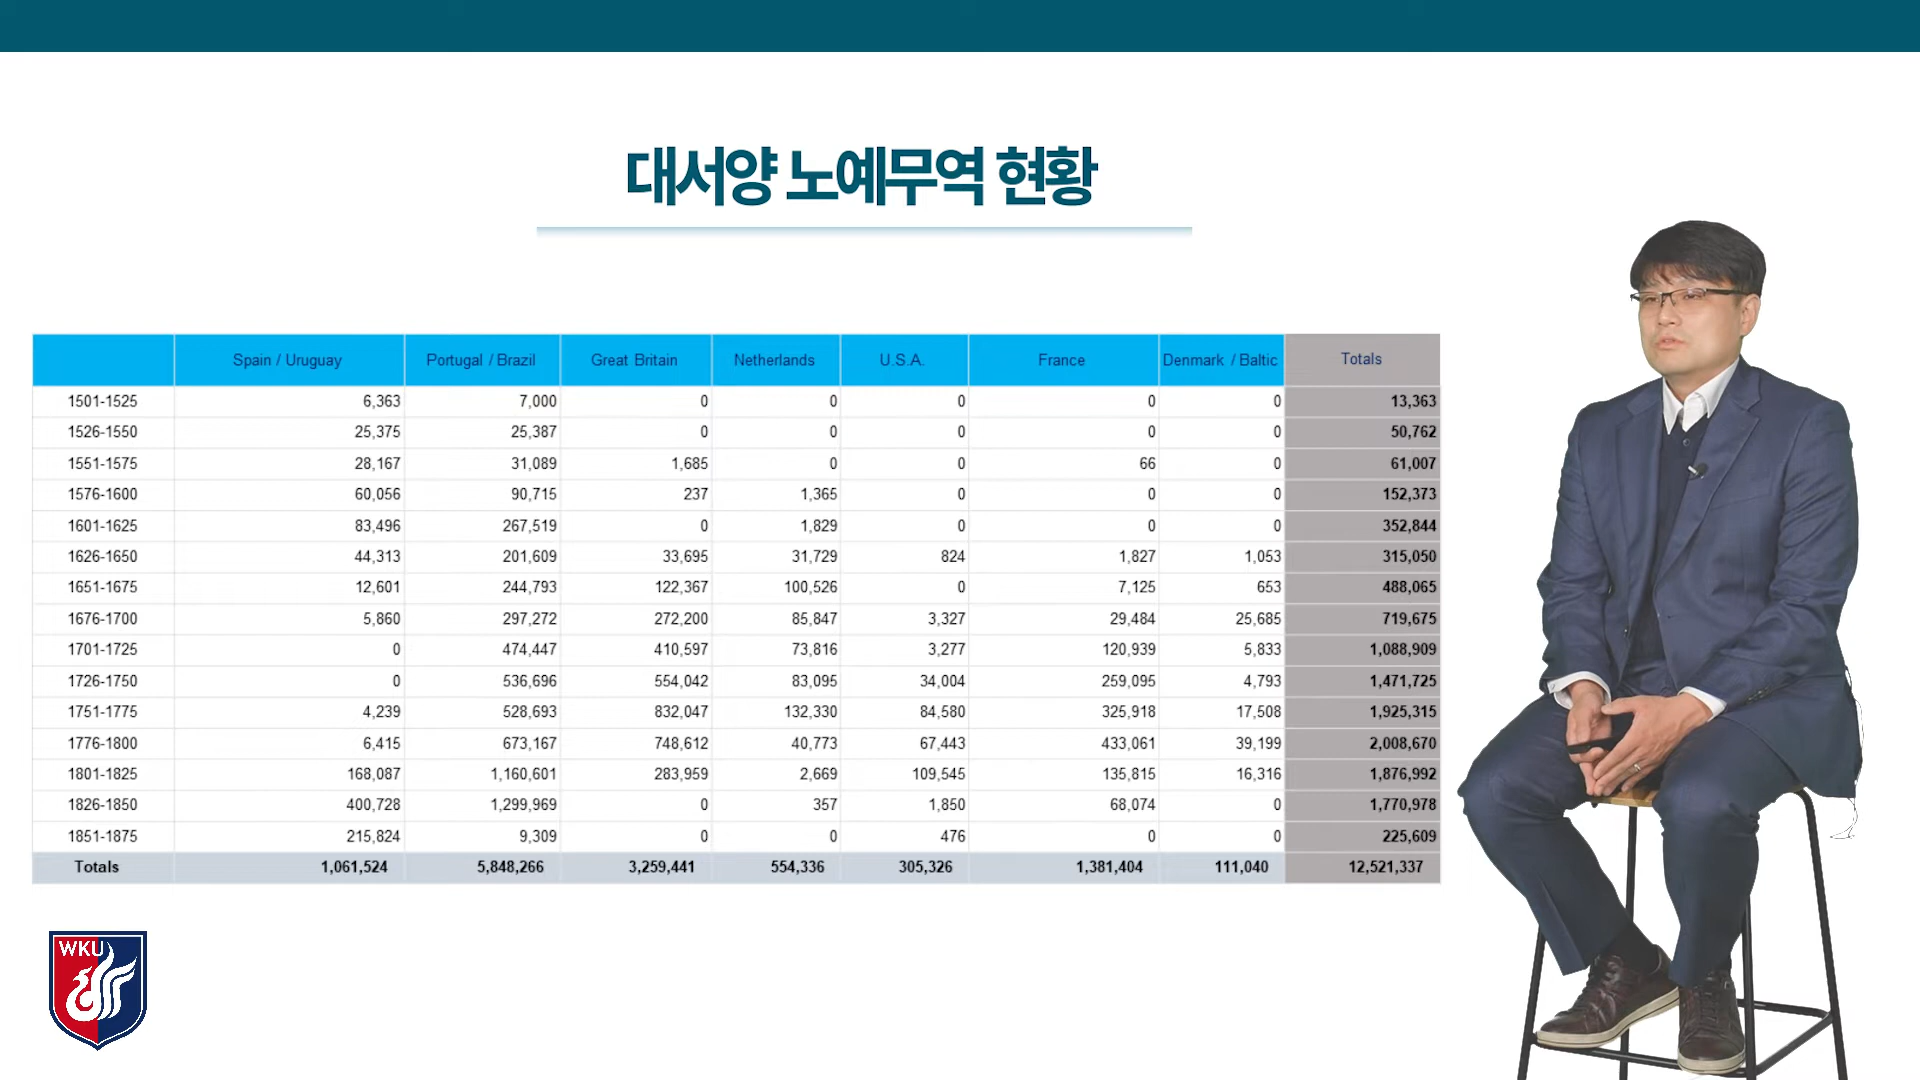 대서양 노예무역 현황
Spain / Uruguay Portugal / Brazil Great Britain Netherlands U.S.A. France Denmark / Baltic Totals
1501-1525 6,363 7,000 0 0 0 0 0 13,363
1526-1550 25,375 25,387 0 0 0 0 0 50,762
1551-1575 28,167 31,089 1,685 0 0 66 0 61,007
1576-1600 60,056 90,715 237 1,365 0 0 0 152,373
1601-1625 83,496 267,519 0 1,829 0 0 0 352,844
1626-1650 44,313 201,609 33,695 31,729 824 1,827 1,053 315,050
1651-1675 12,601 244,793 122,367 100,526 0 7,125 653 488,065
1676-1700 5,860 297,272 272,200 85,847 3,327 29,484 25,685 719,675
1701-1725 0 474,447 410,597 73,816 3,277 120,939 5,833 1,088,909
1726-1750 0 536,696 554,042 83,095 34,004 259,095 4,793 1,471,725
1751-1775 4,239 528,693 832,047 132,330 84,580 325,918 17,508 1,925,315
1776-1800 6,415 673,167 748,612 40,773 67,443 433,061 39,199 2,008,670
1801-1825 168,087 1,160,601 283,959 2,669 109,545 135,815 16,316 1,876,992
1826-1850 400,728 1,299,969 0 357 1,850 68,074 0 1,770,978
1851-1875 215,824 9,309 0 0 476 0 0 225,609
Totals 1,061,524 5,848,266 3,259,441 554,336 305,326 1,381,404 111,040 12,521,337
WKU